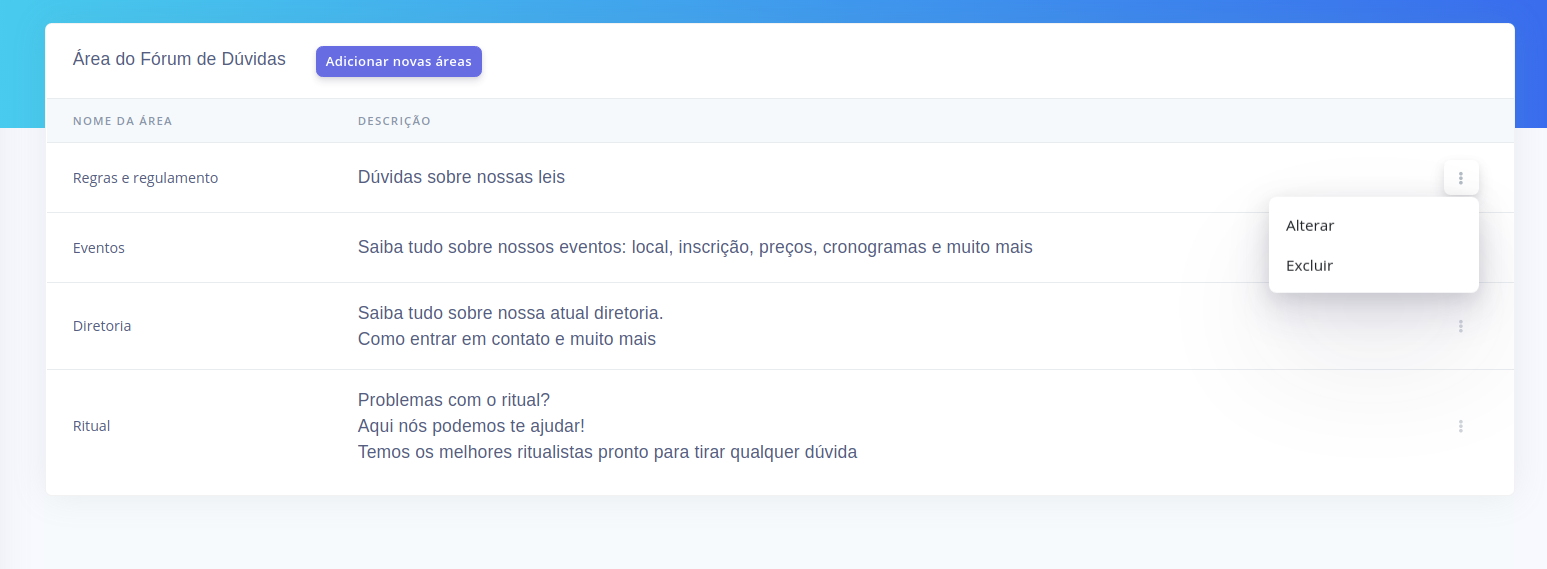 Área do Fórum de Dúvidas
Adicionar novas áreas
NOME DA ÁREA
DESCRIÇÃO
Regras e regulamento
Dúvidas sobre nossas leis
Alterar
Excluir
Eventos
Saiba tudo sobre nossos eventos: local, inscrição, preços, cronogramas e muito mais
Diretoria
Saiba tudo sobre nossa atual diretoria.
Como entrar em contato e muito mais
Ritual
Problemas com o ritual?
Aqui nós podemos te ajudar!
Temos os melhores ritualistas pronto para tirar qualquer dúvida